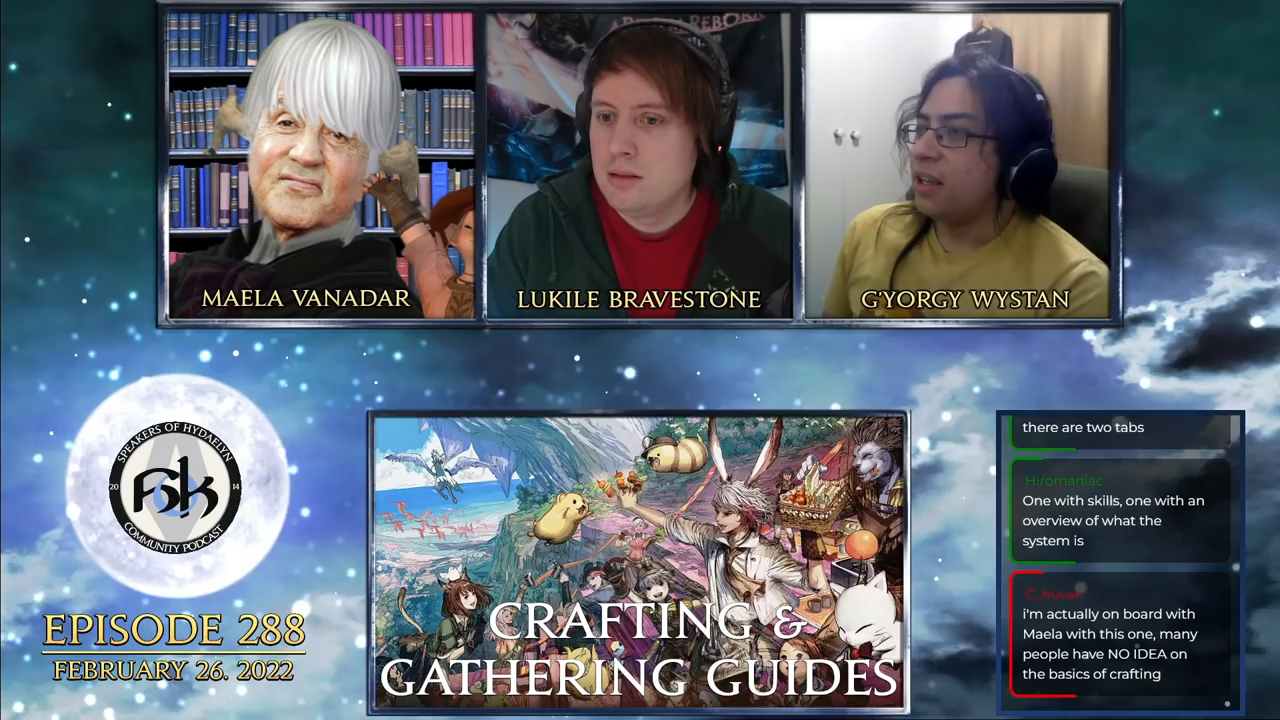 REBORN
MAELA VANADAR
LUKILE BRAVESTONE
G'YORGY WYSTAN
SPEAKERS OF HYDAELYN
20
14
COMMUNITY PODCAST
EPISODE 288
FEBRUARY 26. 2022
CRAFTING &
GATHERING GUIDES
there are two tabs
Hiromaniac
One with skills, one with an
overview of what the
system is
i'm actually on board with
Maela with this one, many
people have NO IDEA on
the basics of crafting